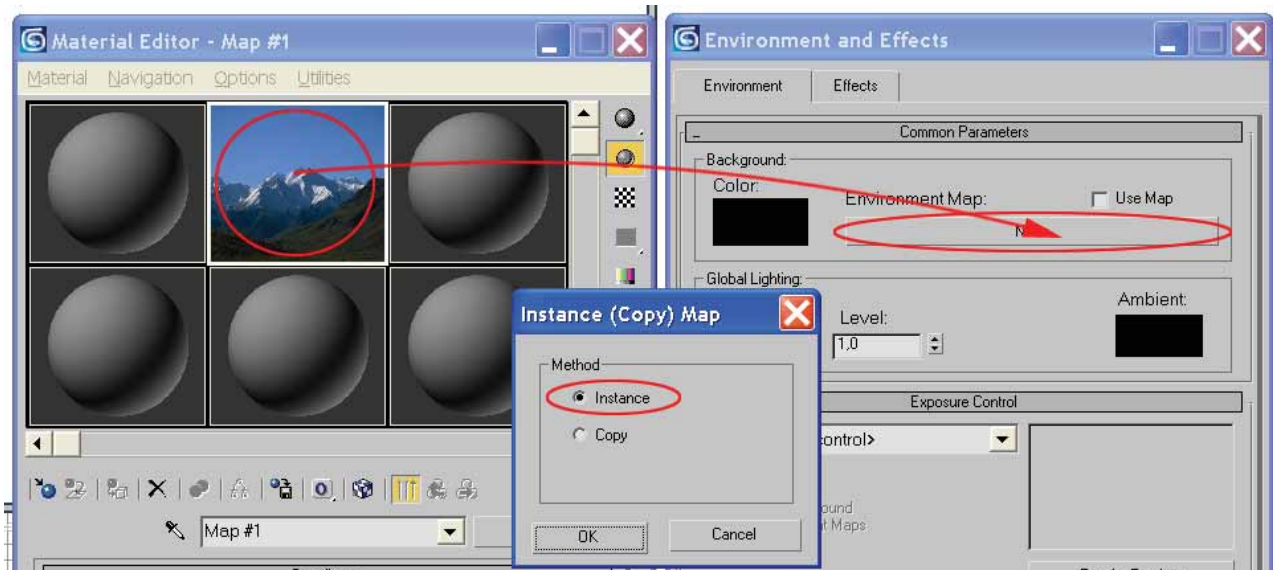 Material Editor - Map #1
Material Navigation Options Utilities
Map #1
Environment and Effects
Environment Effects
Common Parameters
Background:
Color:
Environment Map:
Use Map
Global Lighting:
Level:
1,0
Ambient:
Exposure Control
control>
Instance (Copy) Map
Method
Instance
Copy
OK Cancel